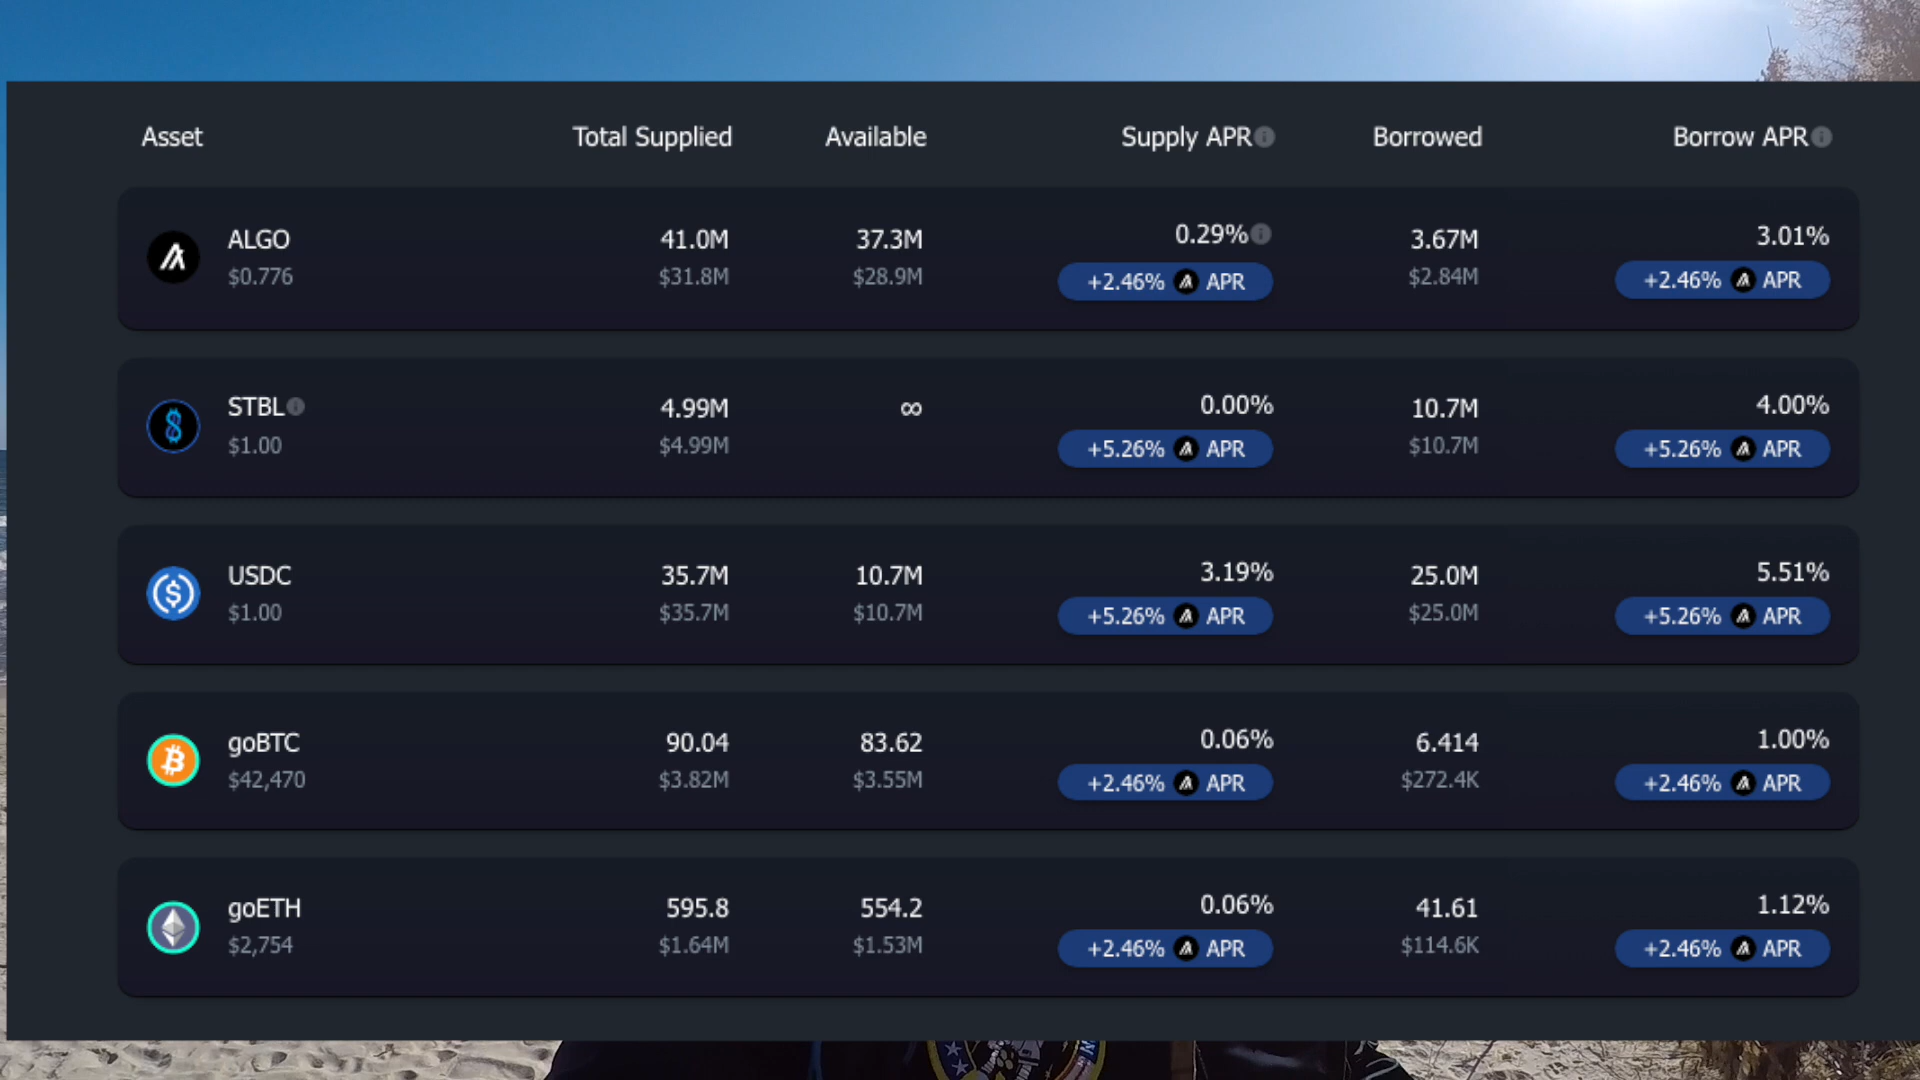 Asset Total Supplied Available Supply APR Borrowed Borrow APR
ALGO 41.0M 37.3M 0.29% 3.67M 3.01%
$0.776 $31.8M $28.9M +2.46% APR $2.84M +2.46% APR
STBL 4.99M ∞ 0.00% 10.7M 4.00%
$1.00 $4.99M +5.26% APR $10.7M +5.26% APR
USDC 35.7M 10.7M 3.19% 25.0M 5.51%
$1.00 $35.7M $10.7M +5.26% APR $25.0M +5.26% APR
goBTC 90.04 83.62 0.06% 6.414 1.00%
$42,470 $3.82M $3.55M +2.46% APR $272.4K +2.46% APR
goETH 595.8 554.2 0.06% 41.61 1.12%
$2,754 $1.64M $1.53M +2.46% APR $114.6K +2.46% APR